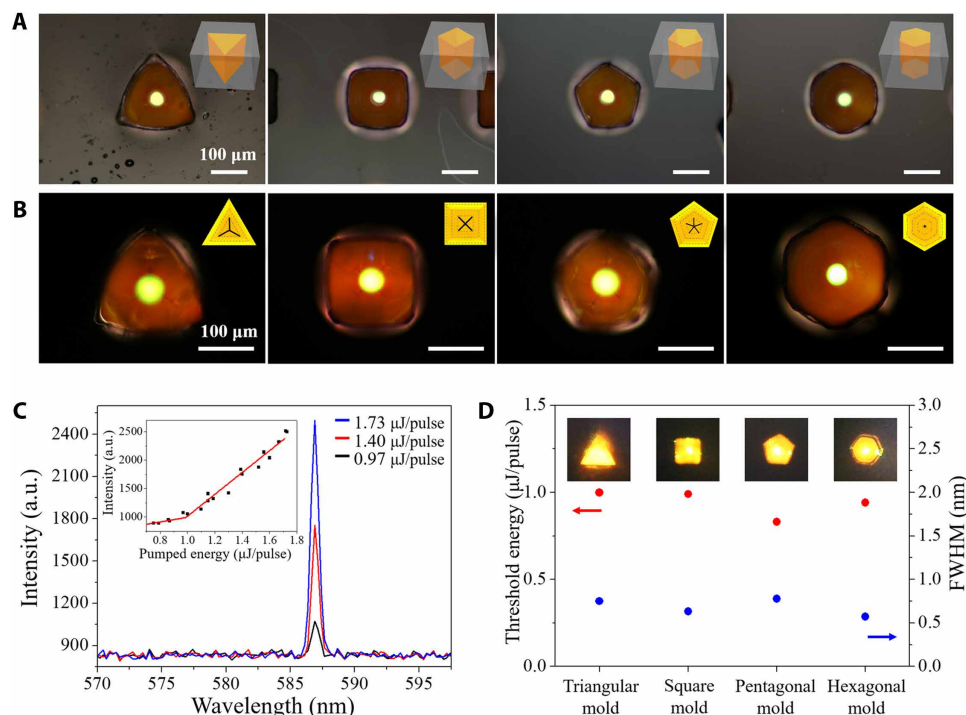 A
100 μm
B
100 μm
C
2400
2100
1800
1500
1200
900
Intensity (a.u.)
570
575
580
585
590
595
Wavelength (nm)
1.73 μJ/pulse
1.40 μJ/pulse
0.97 μJ/pulse
2500
2000
1500
1000
Intensity (a.u.)
0.8
1.0
1.2
1.4
1.6
1.8
Pumped energy (μJ/pulse)
D
1.5
1.0
0.5
0.0
Threshold energy (μJ/pulse)
3.0
2.5
2.0
1.5
1.0
0.5
0.0
FWHM (nm)
Triangular
mold
Square
mold
Pentagonal
mold
Hexagonal
mold